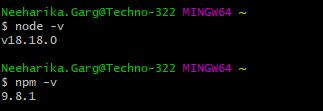 Neeharika.Garg@Techno-322 MINGW64 ~
$ node -v
v18.18.0
Neeharika.Garg@Techno-322 MINGW64 ~
$ npm -v
9.8.1